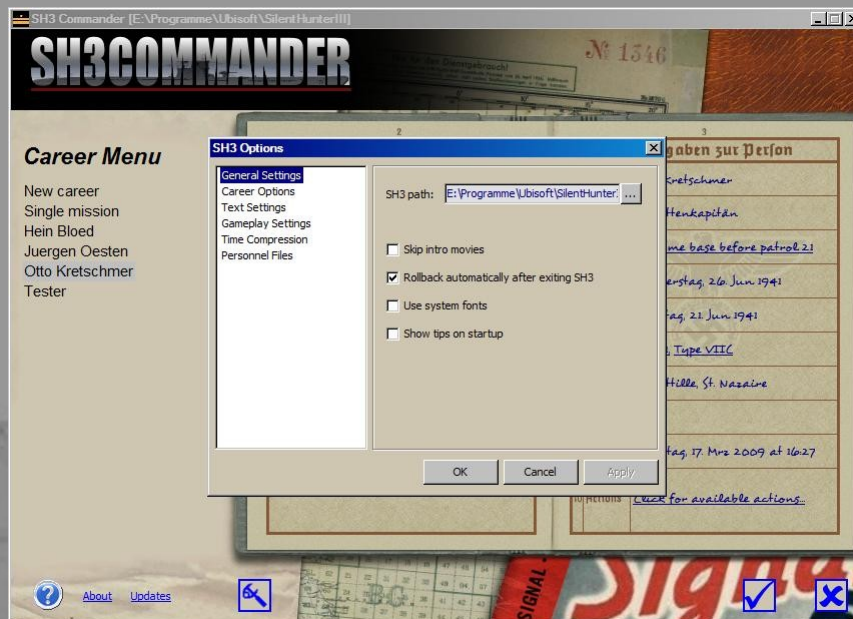 SH3 Commander [E:\Programme\Ubisoft\SilentHunterIII]
SH3COMMANDER
№ 1346
Career Menu
New career
Single mission
Hein Bloed
Juergen Oesten
Otto Kretschmer
Tester
2
3
SH3 Options
General Settings
Career Options
Text Settings
Gameplay Settings
Time Compression
Personnel Files
SH3 path:
E:\Programme\Ubisoft\SilentHunter
...
Skip intro movies
Rollback automatically after exiting SH3
Use system fonts
Show tips on startup
OK
Cancel
Apply
gaben zur Person
Kretschmer
ttenkapitän
me base before patrol 21
erstag, 26. Jun 1941
ag, 21. Jun 1941
, Type VIIC
Hille, St. Nazaire
tag, 17. Mrz 2009 at 16:27
10 Actions
Click for available actions...
About
Updates
SIGNAL
Signa